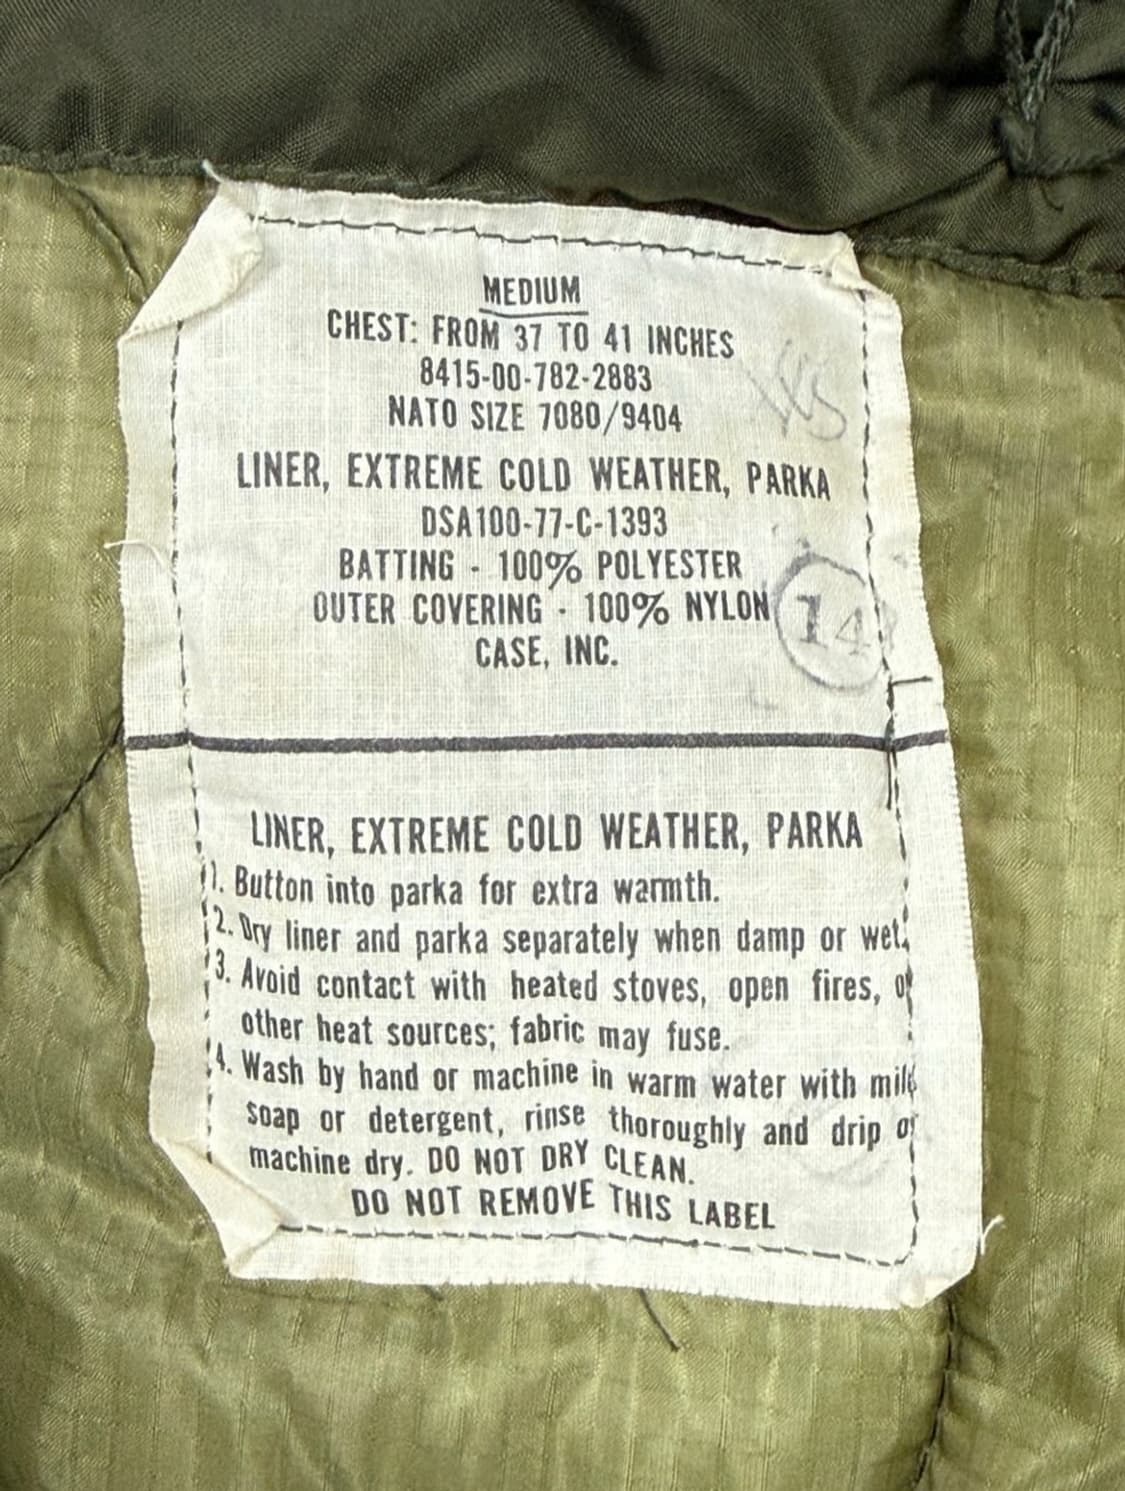 MEDIUM
CHEST: FROM 37 TO 41 INCHES
8415-00-782-2883
NATO SIZE 7080/9404
LINER, EXTREME COLD WEATHER, PARKA
DSA100-77-C-1393
BATTING - 100% POLYESTER
OUTER COVERING - 100% NYLON
14
CASE, INC.
LINER, EXTREME COLD WEATHER, PARKA
1. Button into parka for extra warmth.
2. Dry liner and parka separately when damp or wet.
3. Avoid contact with heated stoves, open fires, or
other heat sources; fabric may fuse.
4. Wash by hand or machine in warm water with mild
soap or detergent, rinse thoroughly and drip or
machine dry. DO NOT DRY CLEAN.
DO NOT REMOVE THIS LABEL